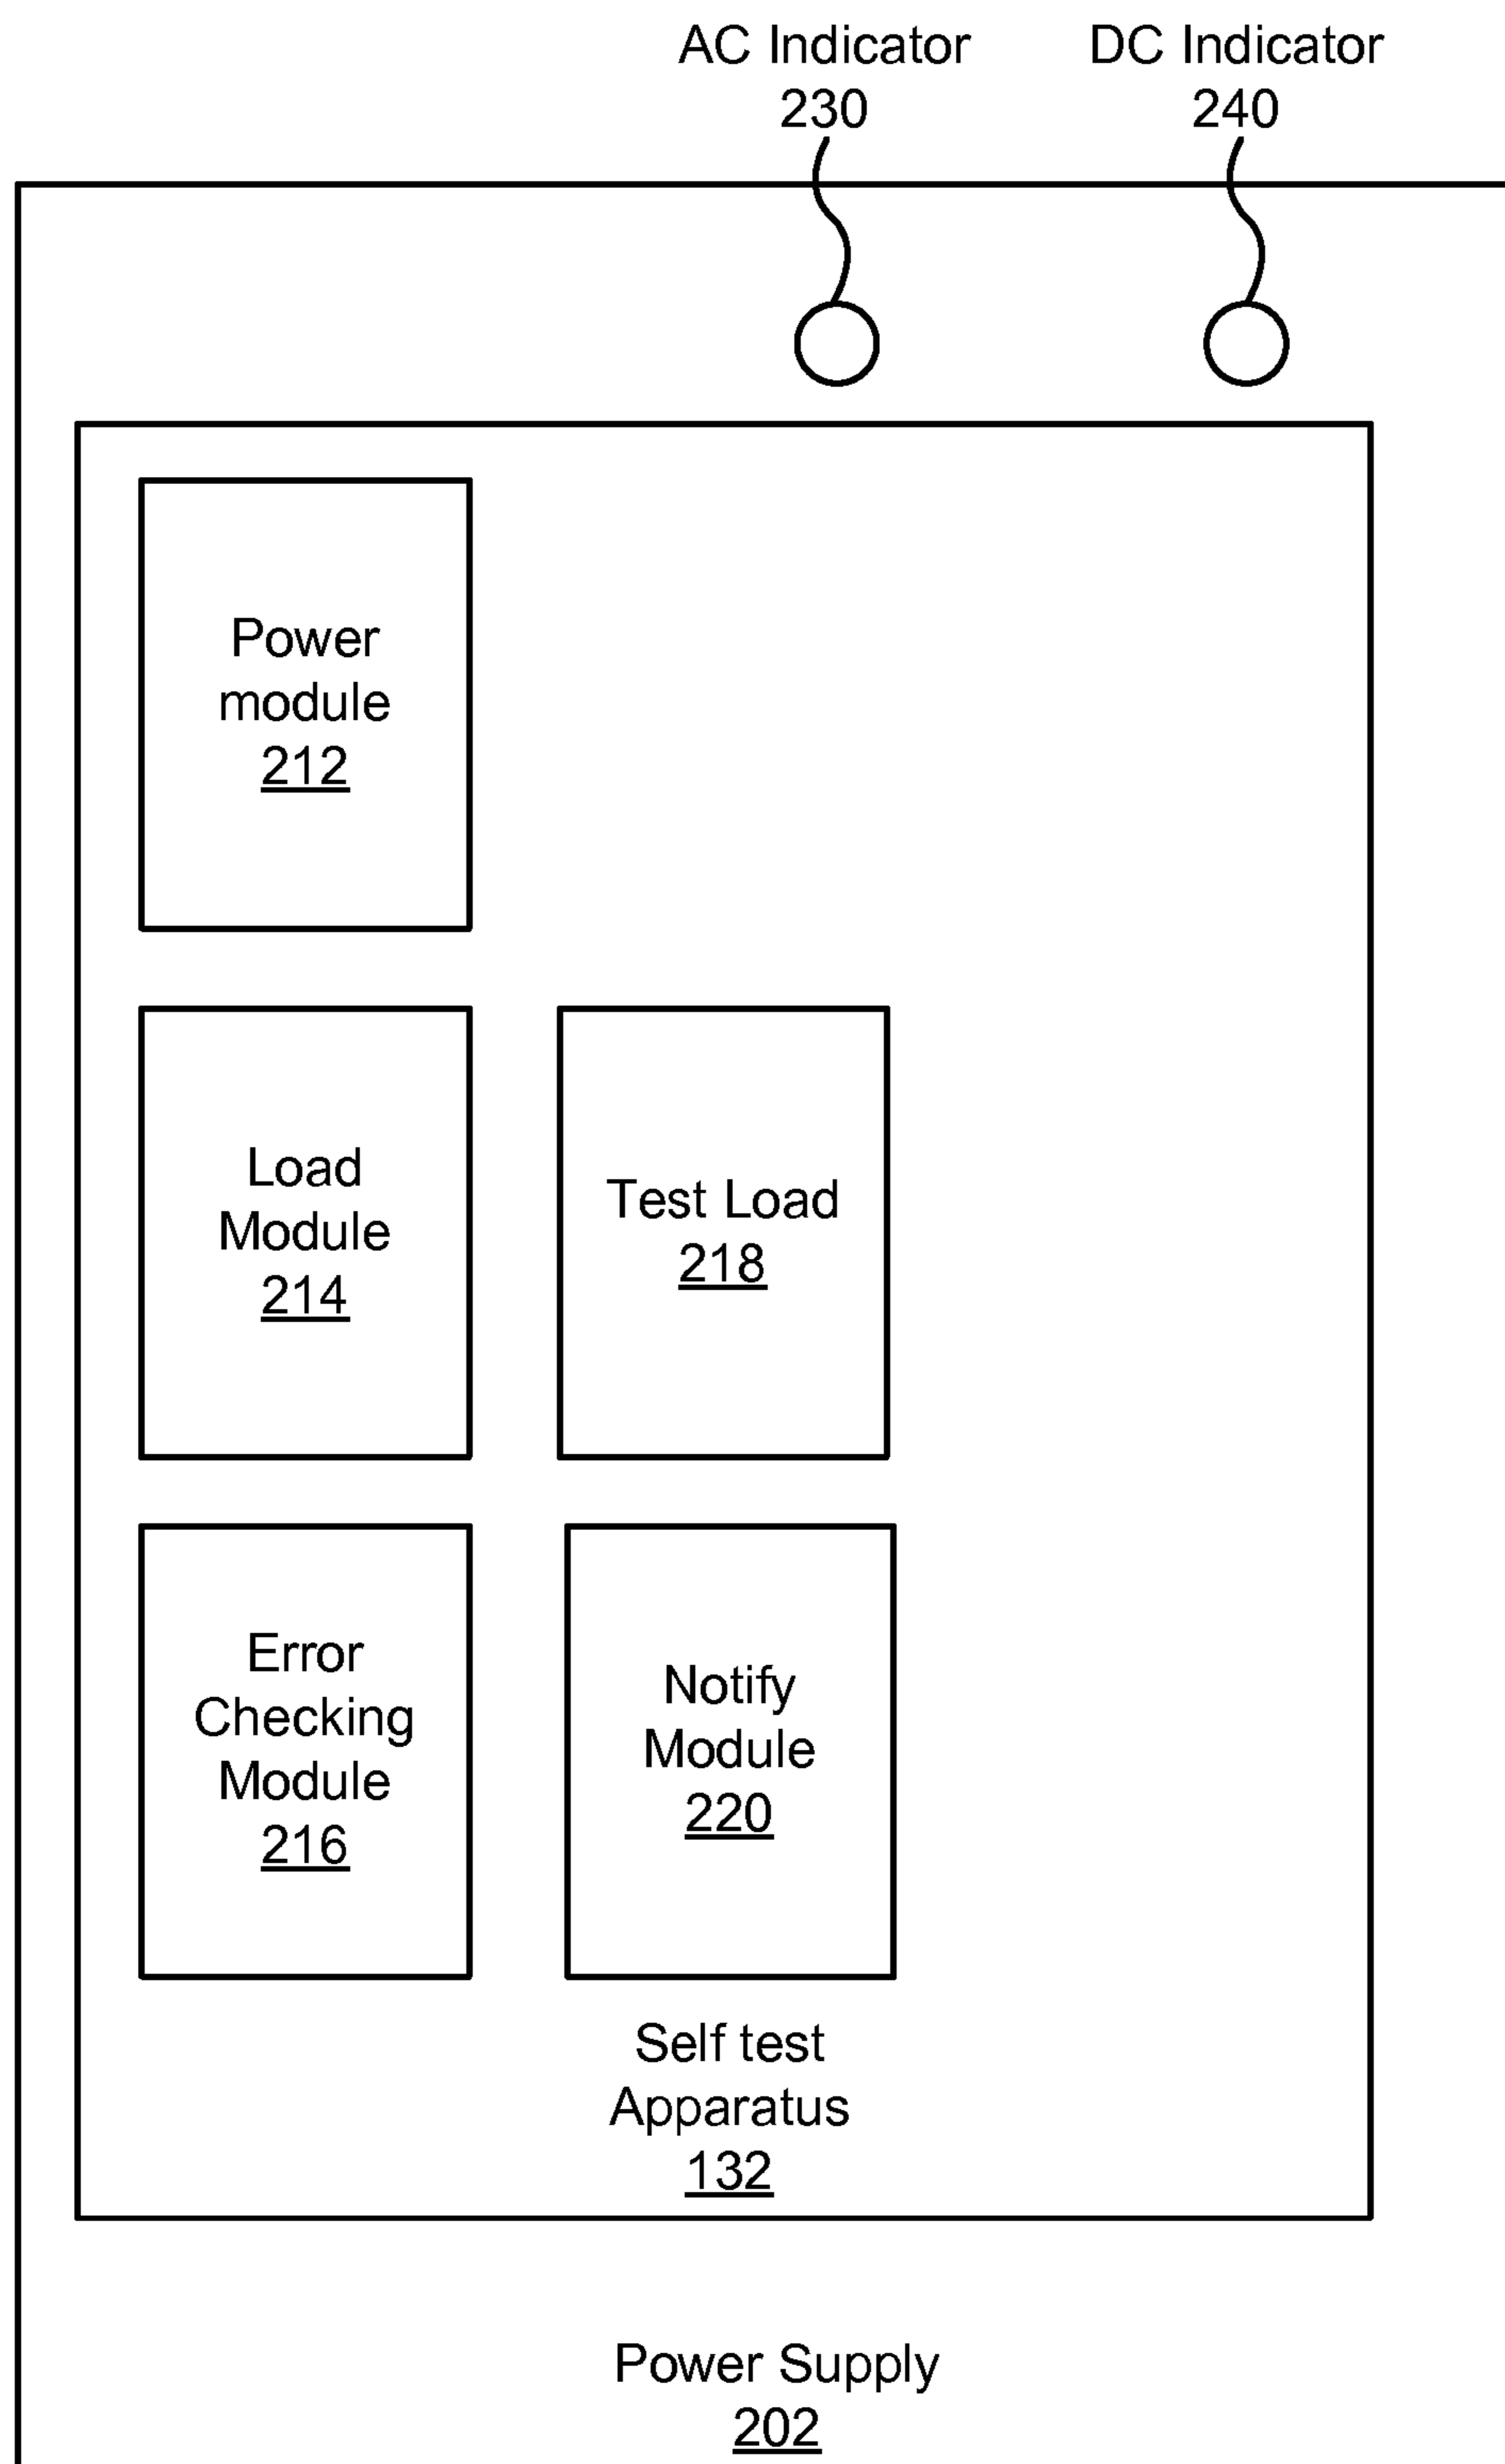 AC Indicator
230
DC Indicator
240
Power
module
212
Load
Module
214
Test Load
218
Error
Checking
Module
216
Notify
Module
220
Self test
Apparatus
132
Power Supply
202